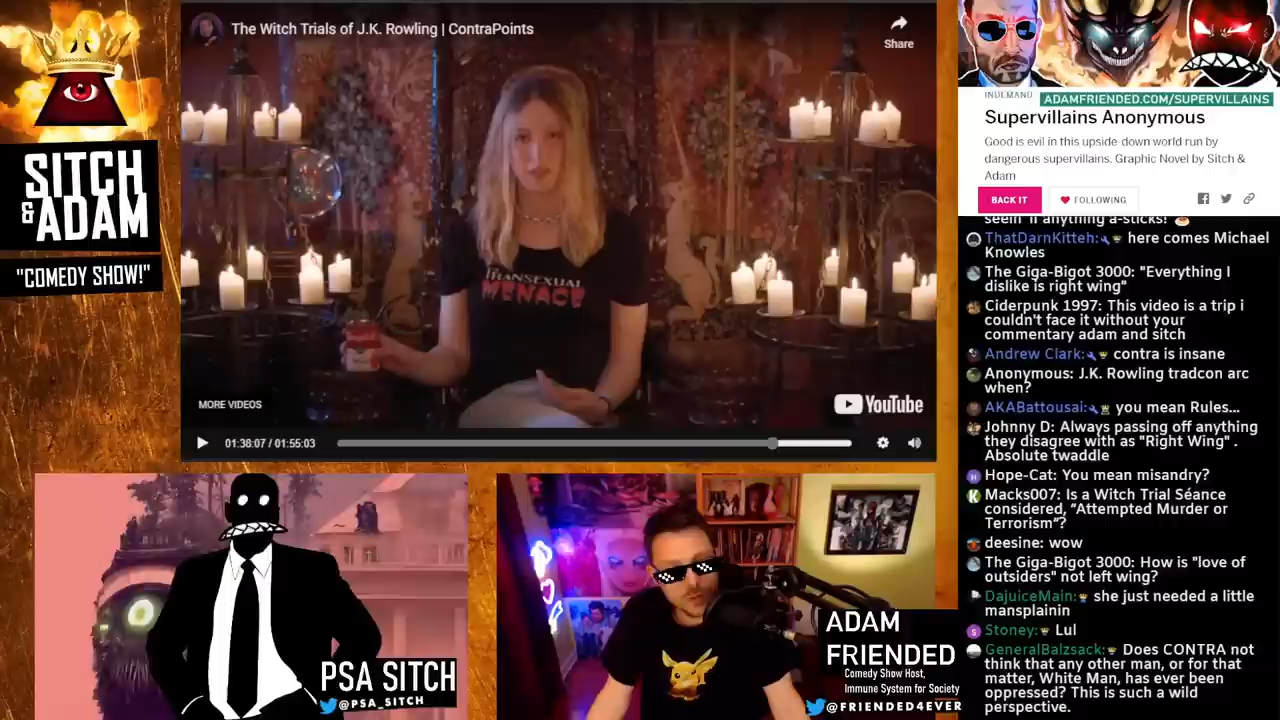 The Witch Trials of J.K. Rowling | ContraPoints
Share
TRANSEXUAL
MENACE
MORE VIDEOS
YouTube
01:38:07 / 01:55:03
SITCH
& ADAM
"COMEDY SHOW!"
PSA SITCH
@PSA_SITCH
ADAM
FRIENDED
Comedy Show Host,
Immune System for Society
@FRIENDED4EVER
INDEMAND
ADAMFRIENDED.COM/SUPERVILLAINS
Supervillains Anonymous
Good is evil in this upside-down world run by
dangerous supervillains. Graphic Novel by Sitch &
Adam
BACK IT
FOLLOWING
seein' if anything a-sticks!
ThatDarnKitteh: here comes Michael
Knowles
The Giga-Bigot 3000: "Everything I
dislike is right wing"
Ciderpunk 1997: This video is a trip i
couldn't face it without your
commentary adam and sitch
Andrew Clark: contra is insane
Anonymous: J.K. Rowling tradcon arc
when?
AKABattousai: you mean Rules...
Johnny D: Always passing off anything
they disagree with as "Right Wing" .
Absolute twaddle
Hope-Cat: You mean misandry?
Macks007: Is a Witch Trial Séance
considered, "Attempted Murder or
Terrorism"?
deesine: wow
The Giga-Bigot 3000: How is "love of
outsiders" not left wing?
DajuiceMain: she just needed a little
mansplainin
Stoney: Lul
GeneralBalzsack: Does CONTRA not
think that any other man, or for that
matter, White Man, has ever been
oppressed? This is such a wild
perspective.